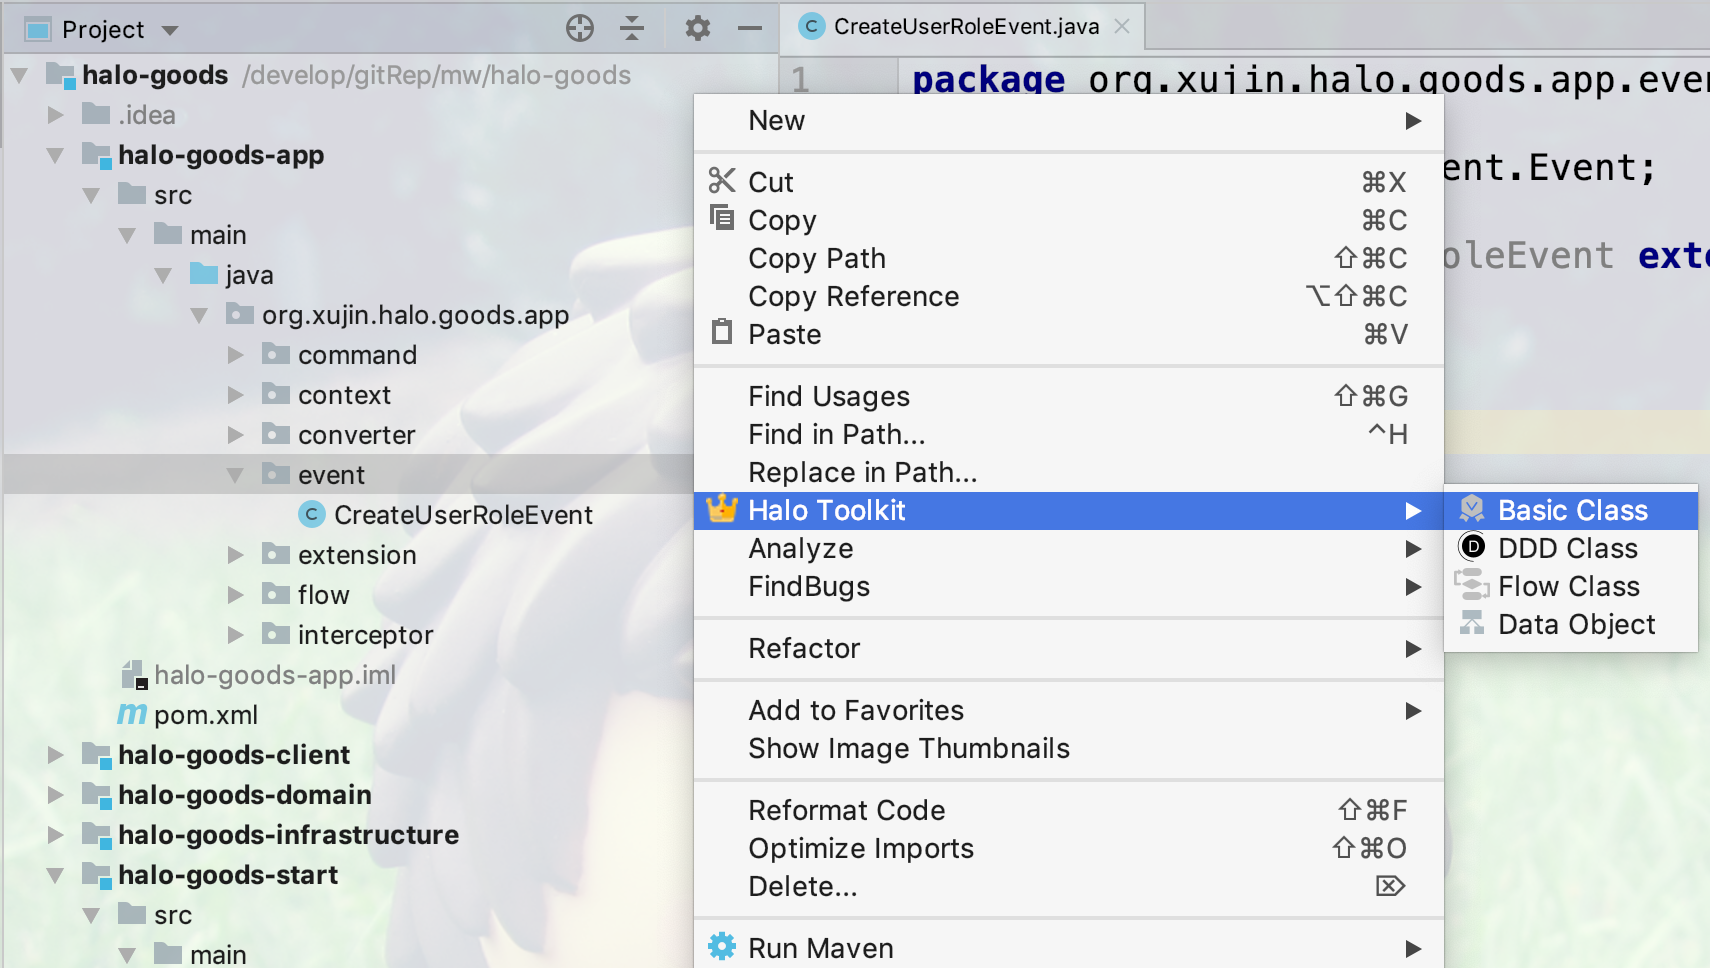 Project
halo-goods /develop/gitRep/mw/halo-goods
.idea
halo-goods-app
src
main
java
org.xujin.halo.goods.app
command
context
converter
event
CreateUserRoleEvent
extension
flow
interceptor
halo-goods-app.iml
pom.xml
halo-goods-client
halo-goods-domain
halo-goods-infrastructure
halo-goods-start
src
main
CreateUserRoleEvent.java
1 package org.xujin.halo.goods.app.even
ent.Event;
oleEvent exte
New
Cut ⌘X
Copy ⌘C
Copy Path ⇧⌘C
Copy Reference ⌥⇧⌘C
Paste ⌘V
Find Usages ⇧⌘G
Find in Path... ^H
Replace in Path...
Halo Toolkit
Analyze
FindBugs
Refactor
Add to Favorites
Show Image Thumbnails
Reformat Code ⇧⌘F
Optimize Imports ⇧⌘O
Delete... ⌦
Run Maven
Basic Class
DDD Class
Flow Class
Data Object